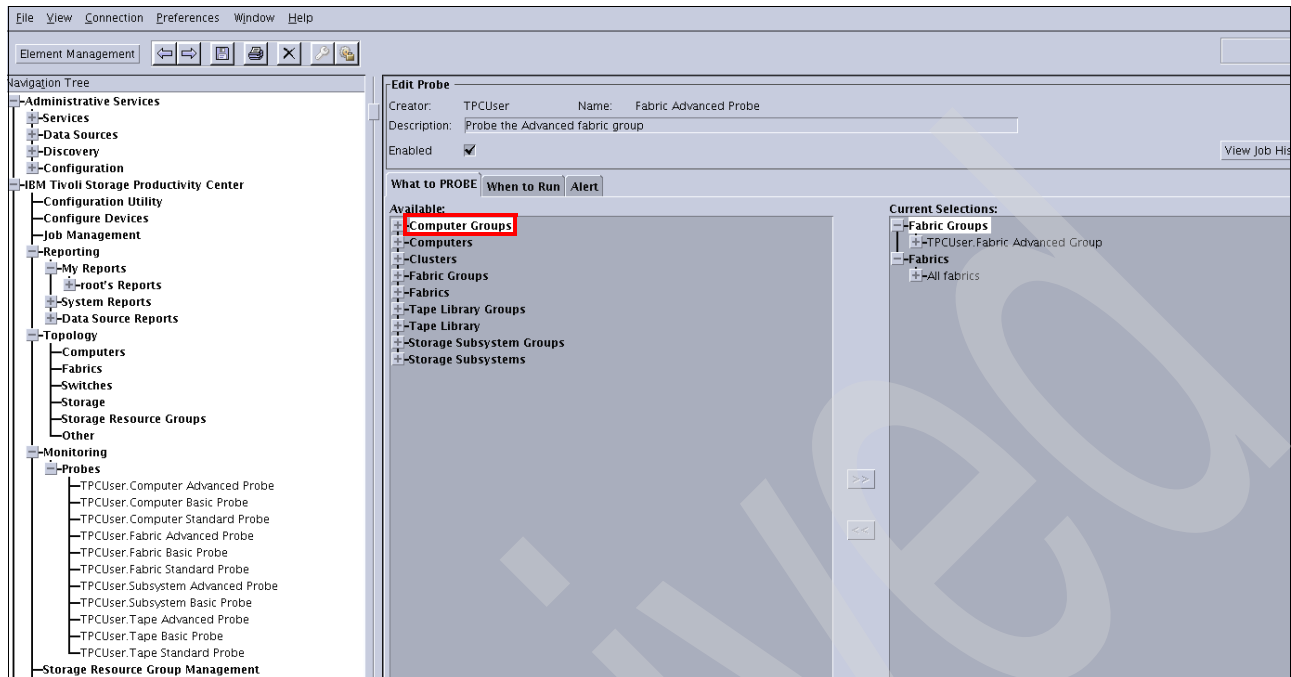 File View Connection Preferences Window Help
Element Management
Navigation Tree
Administrative Services
Services
Data Sources
Discovery
Configuration
IBM Tivoli Storage Productivity Center
Configuration Utility
Configure Devices
Job Management
Reporting
My Reports
root's Reports
System Reports
Data Source Reports
Topology
Computers
Fabrics
Switches
Storage
Storage Resource Groups
Other
Monitoring
Probes
TPCUser.Computer Advanced Probe
TPCUser.Computer Basic Probe
TPCUser.Computer Standard Probe
TPCUser.Fabric Advanced Probe
TPCUser.Fabric Basic Probe
TPCUser.Fabric Standard Probe
TPCUser.Subsystem Advanced Probe
TPCUser.Subsystem Basic Probe
TPCUser.Tape Advanced Probe
TPCUser.Tape Basic Probe
TPCUser.Tape Standard Probe
Storage Resource Group Management
Edit Probe
Creator: TPCUser Name: Fabric Advanced Probe
Description: Probe the Advanced fabric group
Enabled
View Job His
What to PROBE When to Run Alert
Available:
Computer Groups
Computers
Clusters
Fabric Groups
Fabrics
Tape Library Groups
Tape Library
Storage Subsystem Groups
Storage Subsystems
>>
<<
Current Selections:
Fabric Groups
TPCUser.Fabric Advanced Group
Fabrics
All fabrics